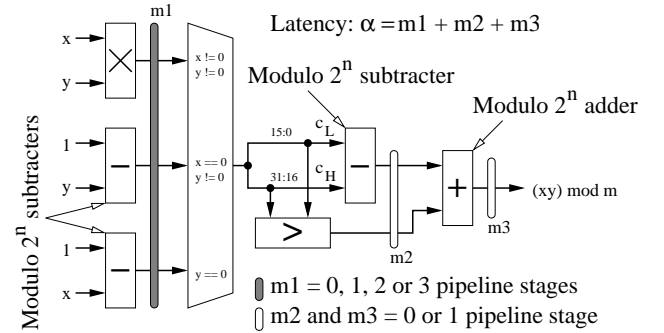 m1
Latency: α = m1 + m2 + m3
x
y
x != 0
y != 0
Modulo 2^n subtracter
Modulo 2^n adder
Modulo 2^n subtracters
1
y
−
x == 0
y != 0
15:0
c_L
31:16
c_H
−
+
>
(xy) mod m
m3
m2
1
x
−
y == 0
m1 = 0, 1, 2 or 3 pipeline stages
m2 and m3 = 0 or 1 pipeline stage